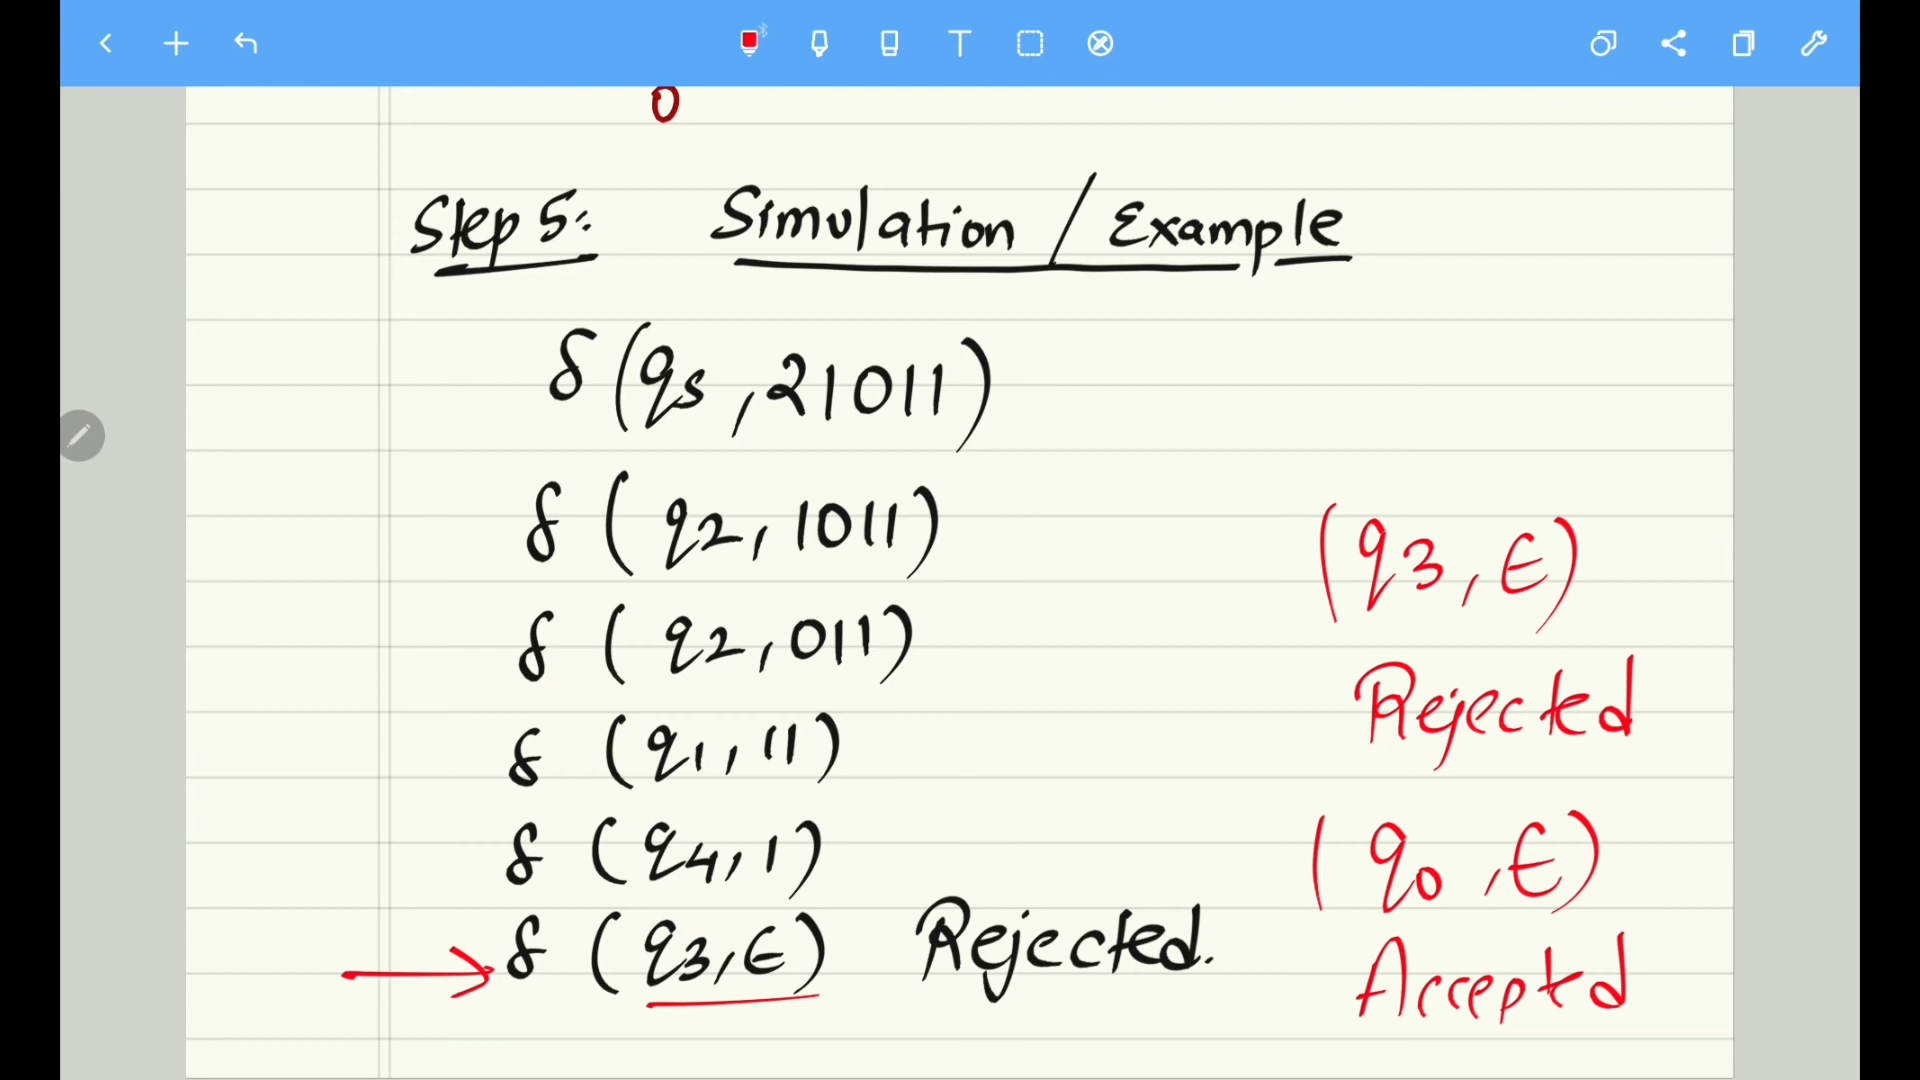 0
Step 5: Simulation / Example
δ (qs, 21011)
δ (q2, 1011)
δ (q2, 011)
δ (q1, 11)
δ (q4, 1)
δ (q3, ∈) Rejected.
(q3, ∈)
Rejected
(q0, ∈)
Accepted